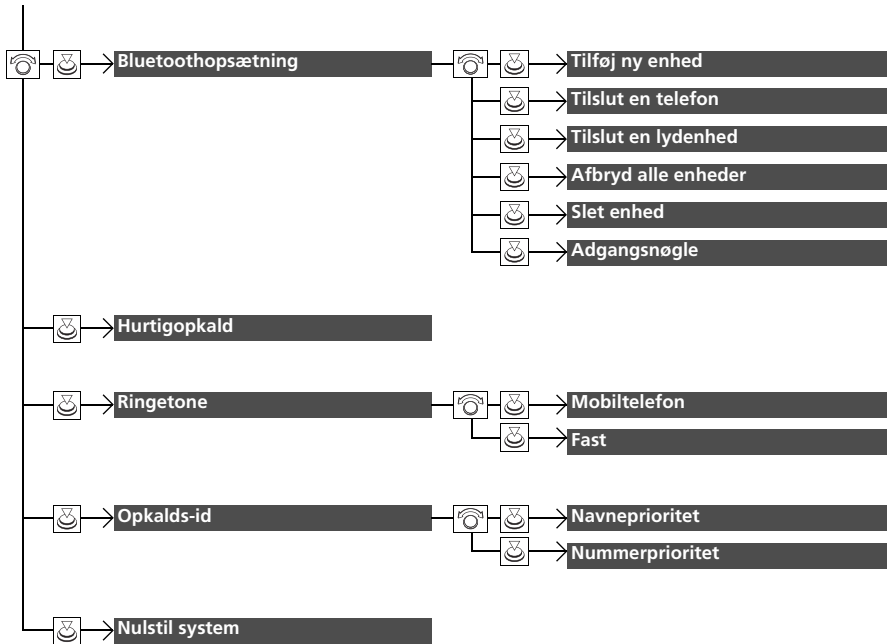 Bluetoothopsætning
Tilføj ny enhed
Tilslut en telefon
Tilslut en lydenhed
Afbryd alle enheder
Slet enhed
Adgangsnøgle
Hurtigopkald
Ringetone
Mobiltelefon
Fast
Opkalds-id
Navneprioritet
Nummerprioritet
Nulstil system